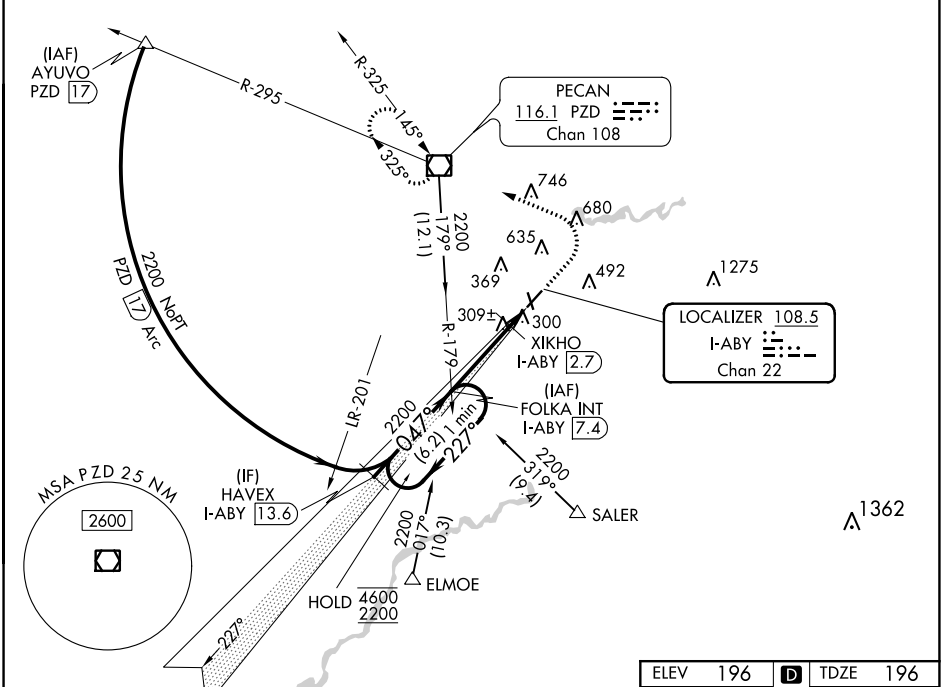 (IAF)
AYUVO
PZD 17
R-295
R-325
145°
325°
PECAN
116.1 PZD
Chan 108
2200
179°
(12.1)
R-179
746
680
635
369
492
1275
309±
300
LOCALIZER 108.5
I-ABY
Chan 22
XIKHO
I-ABY 2.7
(IAF)
FOLKA INT
I-ABY 7.4
2200 NoPT
PZD 17 Arc
LR-201
2200
047°
(6.2) 1 min
227°
(IF)
HAVEX
I-ABY 13.6
2200
319°
(9.4)
SALER
1362
MSA PZD 25 NM
2600
2200
017°
(10.3)
ELMOE
HOLD 4600
2200
227°
ELEV 196 D TDZE 196